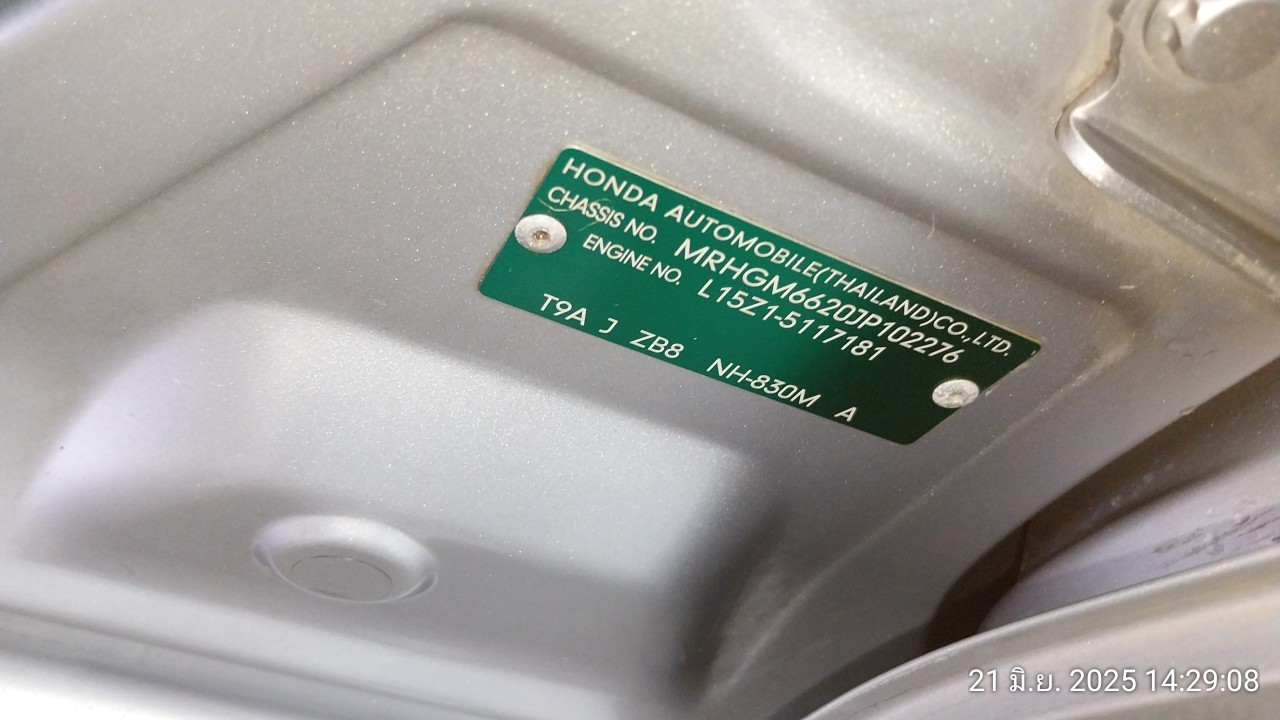 HONDA AUTOMOBILE(THAILAND)CO.,LTD.
CHASSIS NO. MRHGM6620JP102276
ENGINE NO. L15Z1-5117181
T9A J ZB8 NH-830M A
21 มิ.ย. 2025 14:29:08